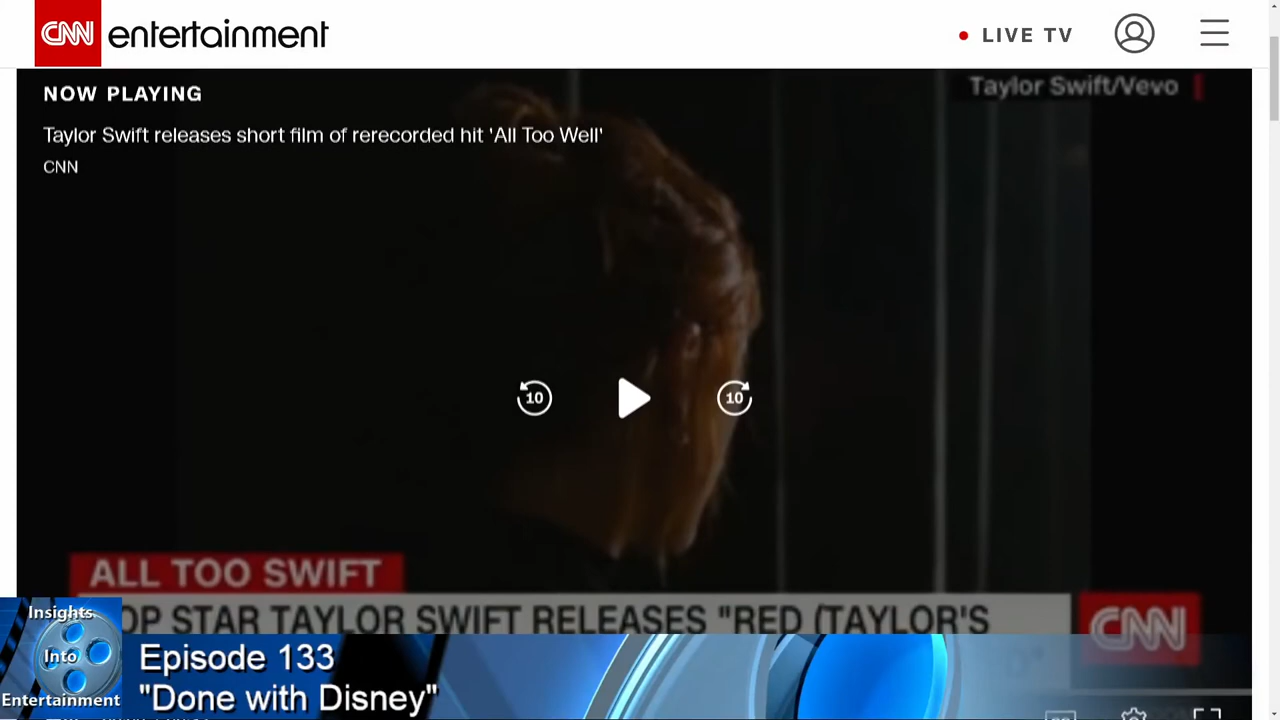 CNN entertainment
LIVE TV
NOW PLAYING
Taylor Swift/Vevo
Taylor Swift releases short film of rerecorded hit 'All Too Well'
CNN
10
10
ALL TOO SWIFT
OP STAR TAYLOR SWIFT RELEASES "RED (TAYLOR'S
CNN
Insights
Into
Entertainment
Episode 133
"Done with Disney"